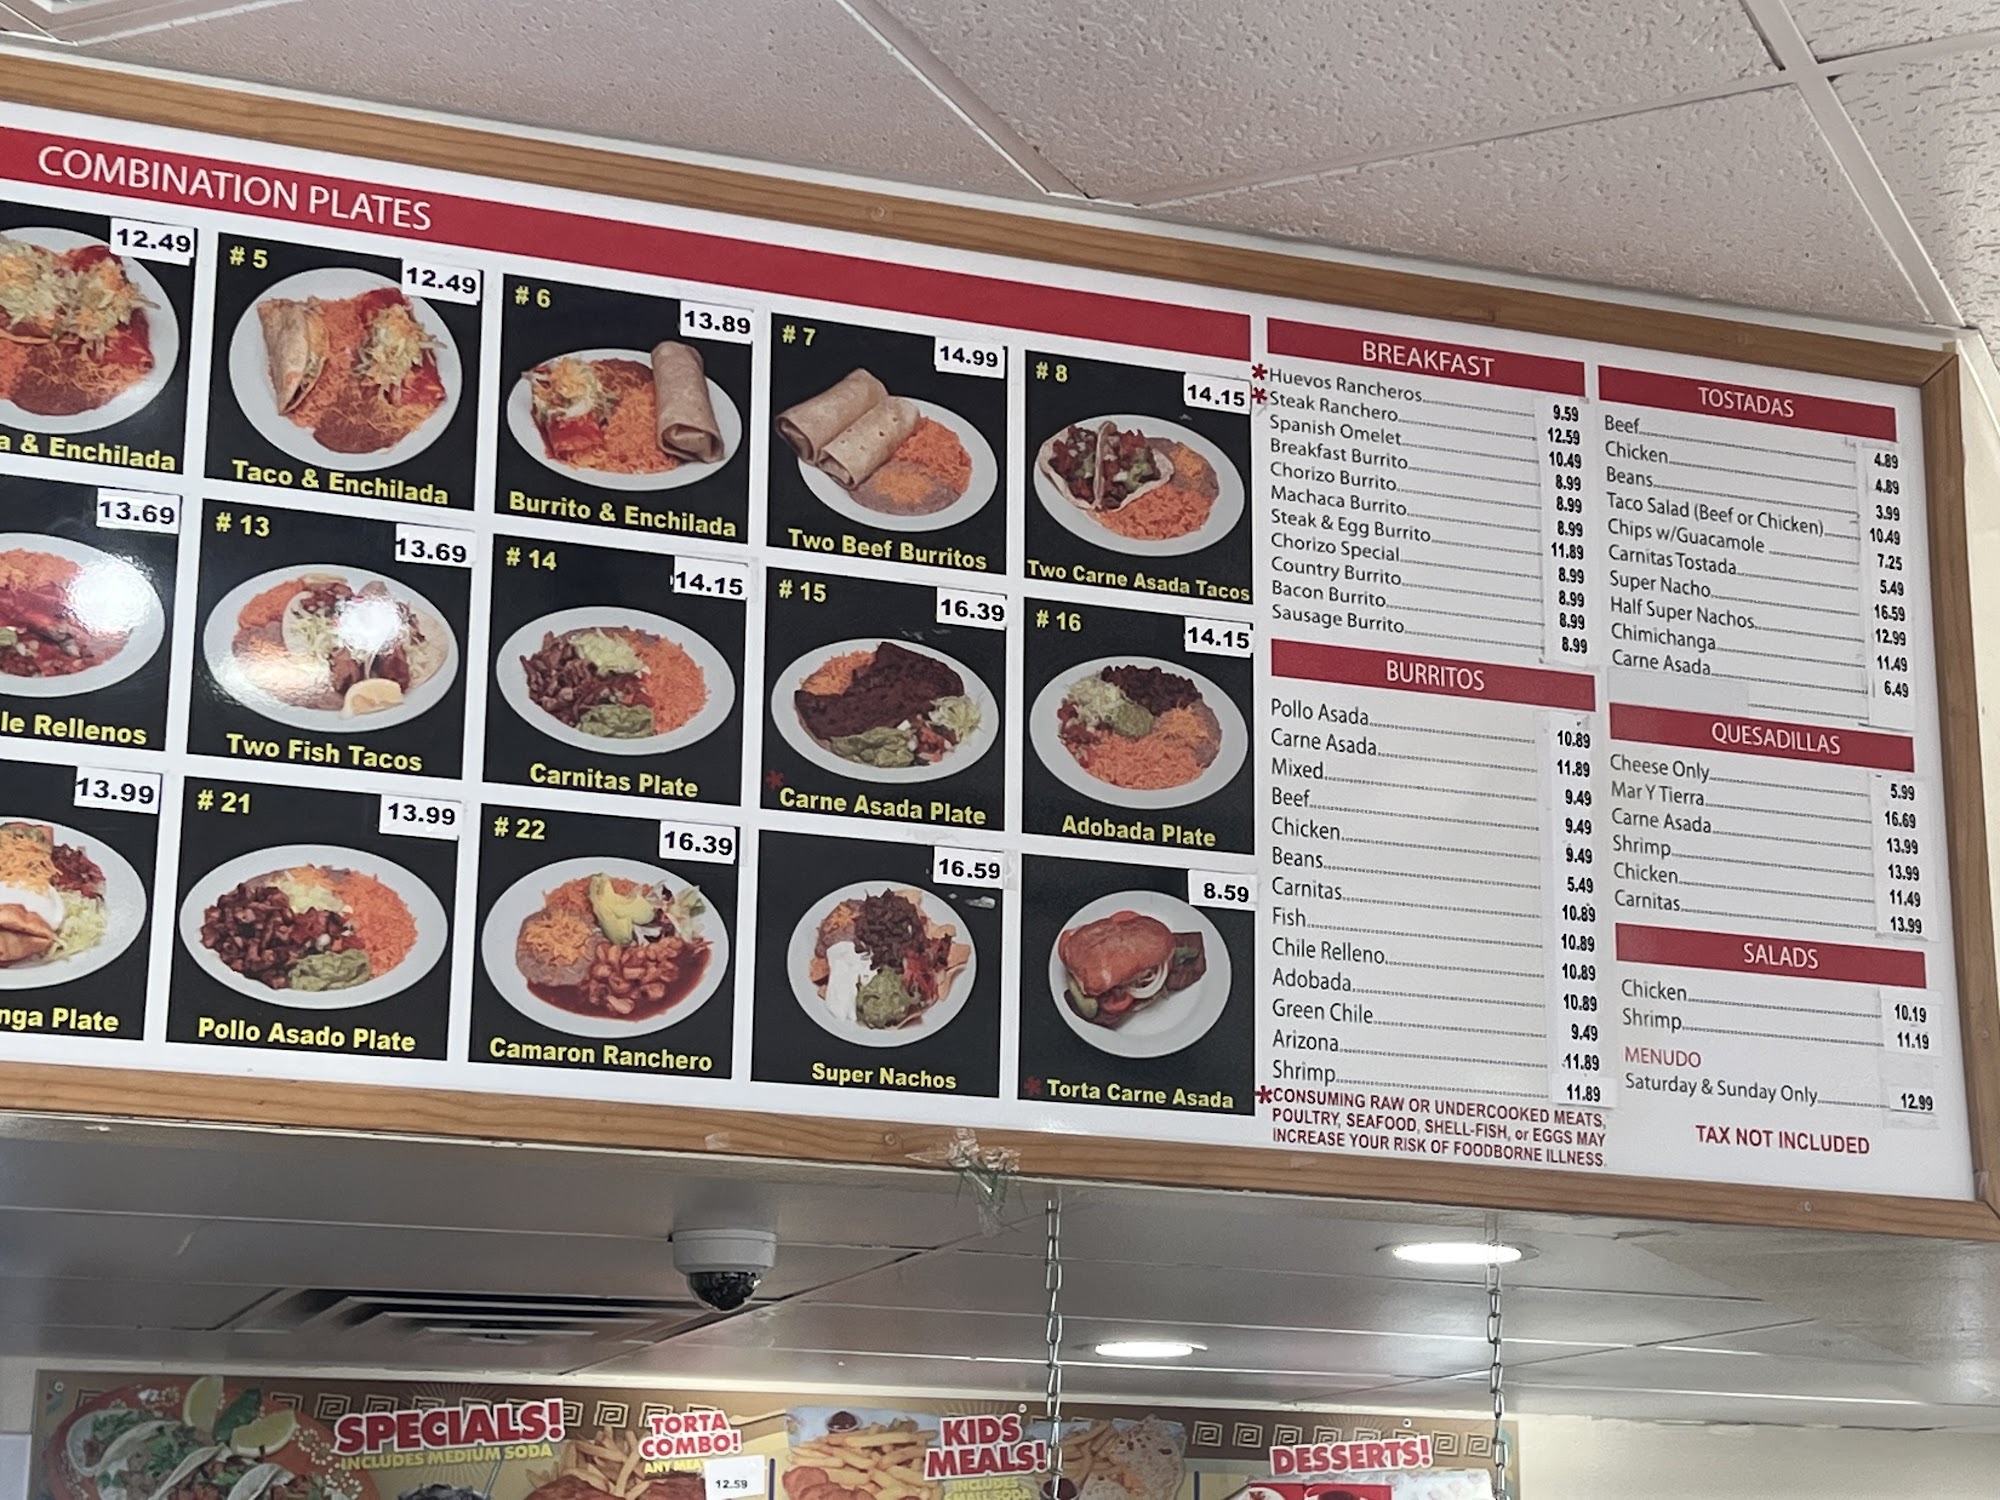 COMBINATION PLATES
12.49
& Enchilada
# 5
12.49
Taco & Enchilada
# 6
13.89
Burrito & Enchilada
# 7
14.99
Two Beef Burritos
# 8
14.15
Two Carne Asada Tacos
13.69
Rellenos
# 13
13.69
Two Fish Tacos
# 14
14.15
Carnitas Plate
# 15
16.39
* Carne Asada Plate
# 16
14.15
Adobada Plate
13.99
Plate
# 21
13.99
Pollo Asado Plate
# 22
16.39
Camaron Ranchero
16.59
Super Nachos
8.59
* Torta Carne Asada
BREAKFAST
*Huevos Rancheros 9.59
*Steak Ranchero 12.59
Spanish Omelet 10.49
Breakfast Burrito 8.99
Chorizo Burrito 8.99
Machaca Burrito 8.99
Steak & Egg Burrito 11.89
Chorizo Special 8.99
Country Burrito 8.99
Bacon Burrito 8.99
Sausage Burrito 8.99
BURRITOS
Pollo Asada 10.89
Carne Asada 11.89
Mixed 9.49
Beef 9.49
Chicken 9.49
Beans 5.49
Carnitas 10.89
Fish 10.89
Chile Relleno 10.89
Adobada 10.89
Green Chile 9.49
Arizona 11.89
Shrimp 11.89
*CONSUMING RAW OR UNDERCOOKED MEATS,
POULTRY, SEAFOOD, SHELL-FISH, or EGGS MAY
INCREASE YOUR RISK OF FOODBORNE ILLNESS.
TOSTADAS
Beef 4.89
Chicken 4.89
Beans 3.99
Taco Salad (Beef or Chicken) 10.49
Chips w/Guacamole 7.25
Carnitas Tostada 5.49
Super Nacho 16.59
Half Super Nachos 12.99
Chimichanga 11.49
Carne Asada 6.49
QUESADILLAS
Cheese Only 5.99
Mar Y Tierra 16.69
Carne Asada 13.99
Shrimp 13.99
Chicken 11.49
Carnitas 13.99
SALADS
Chicken 10.19
Shrimp 11.19
MENUDO
Saturday & Sunday Only 12.99
TAX NOT INCLUDED
SPECIALS!
INCLUDES MEDIUM SODA
TORTA
COMBO!
ANY
12.59
KIDS
MEALS!
INCLUDES
SMALL SODA
DESSERTS!